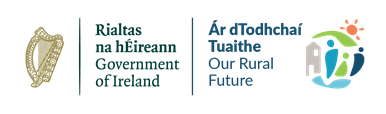 Rialtas
na hÉireann
Government
of Ireland
Ár dTodhchaí
Tuaithe
Our Rural
Future